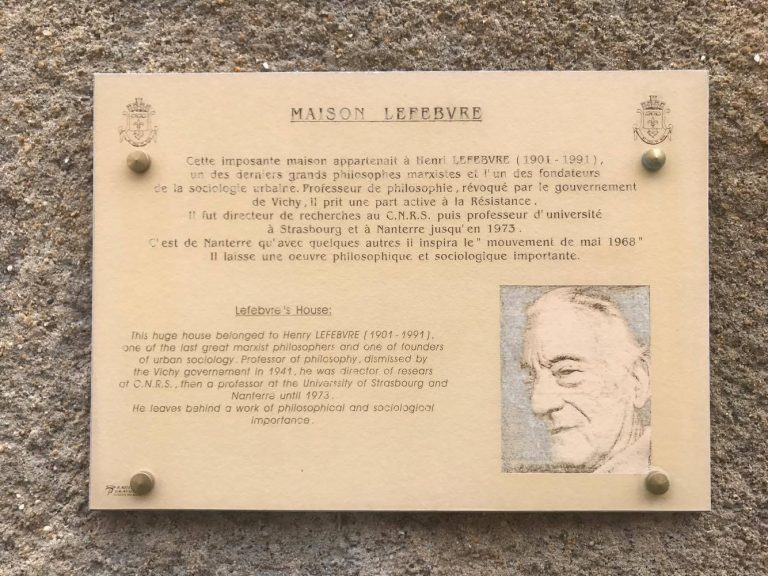 MAISON LEFEBVRE
Cette imposante maison appartenait à Henri LEFEBVRE (1901-1991),
un des derniers grands philosophes marxistes et l'un des fondateurs
de la sociologie urbaine. Professeur de philosophie, révoqué par le gouvernement
de Vichy, il prit une part active à la Résistance.
Il fut directeur de recherches au C.N.R.S. puis professeur d'université
à Strasbourg et à Nanterre jusqu'en 1973.
C'est de Nanterre qu'avec quelques autres il inspira le "mouvement de mai 1968"
Il laisse une oeuvre philosophique et sociologique importante.
Lefebvre's House:
This huge house belonged to Henry LEFEBVRE (1901-1991),
one of the last great marxist philosophers and one of founders
of urban sociology. Professor of philosophy, dismissed by
the Vichy governement in 1941, he was director of resears
at C.N.R.S., then a professor at the University of Strasbourg and
Nanterre until 1973.
He leaves behind a work of philosophical and sociological
importance.